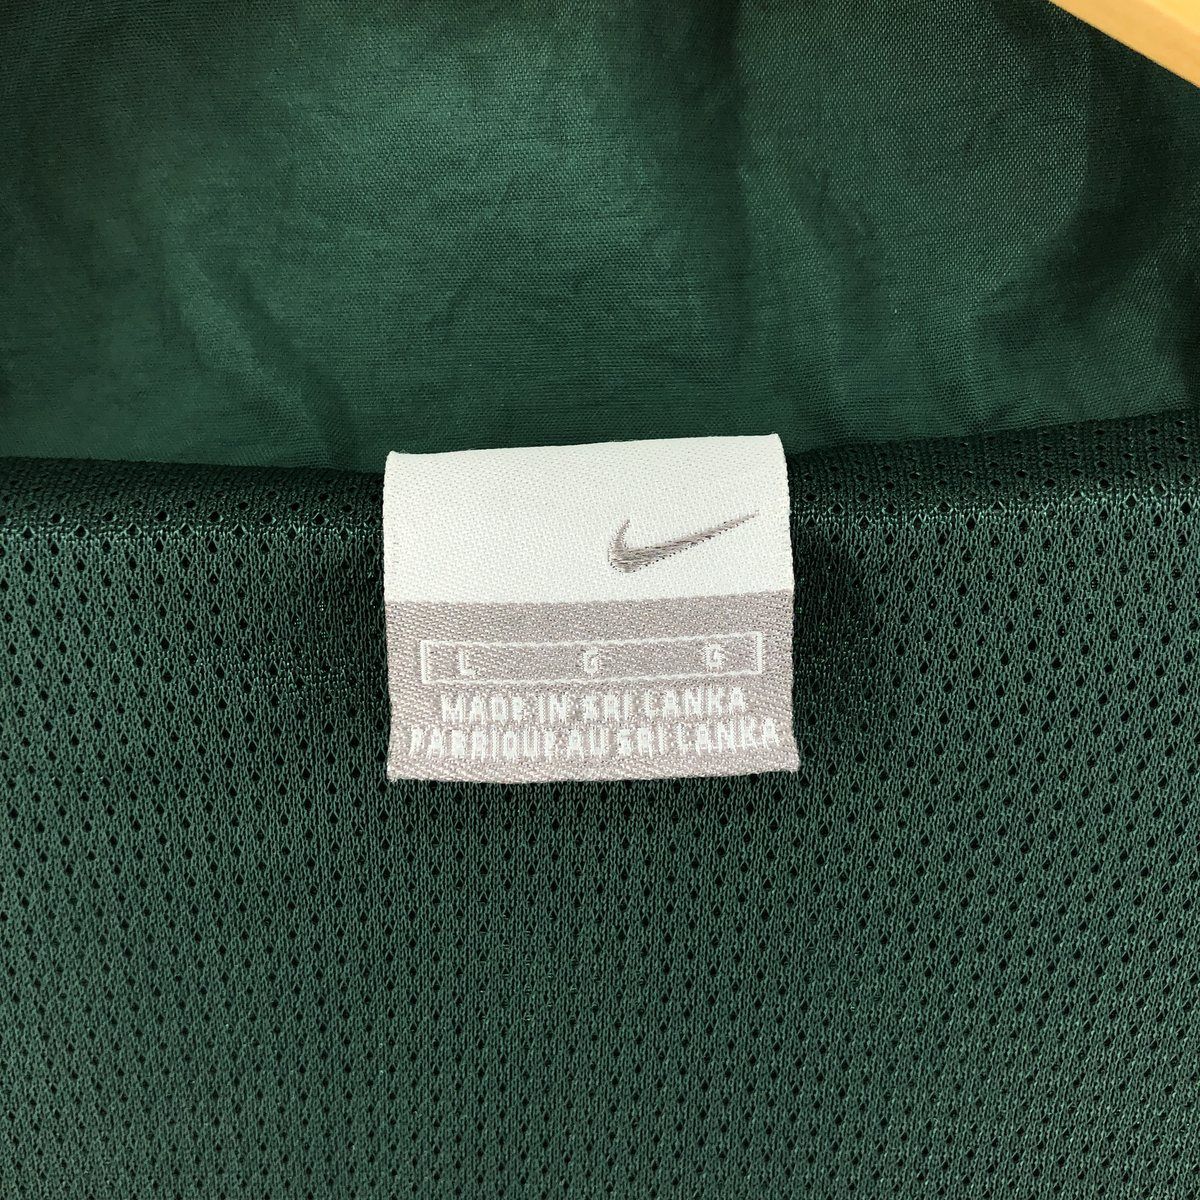 L G G
MADE IN SRI LANKA
FABRIQUE AU SRI LANKA